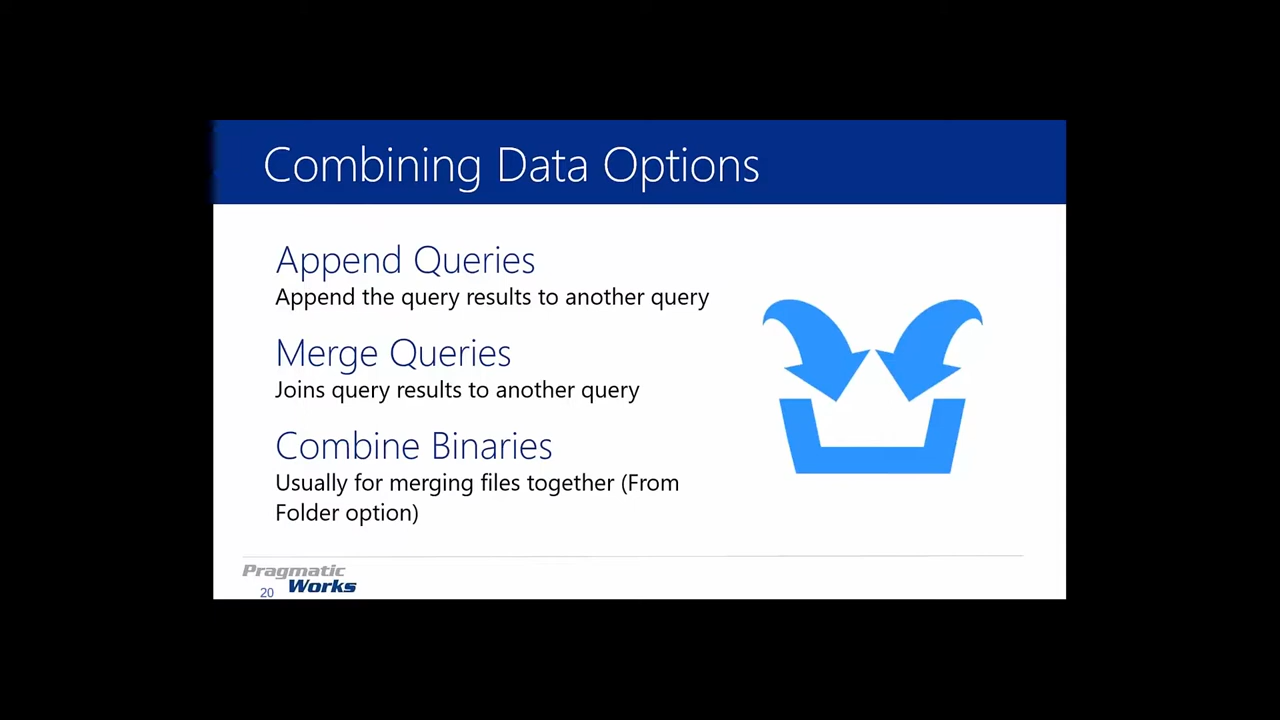 Combining Data Options
Append Queries
Append the query results to another query
Merge Queries
Joins query results to another query
Combine Binaries
Usually for merging files together (From
Folder option)
Pragmatic
Works
20